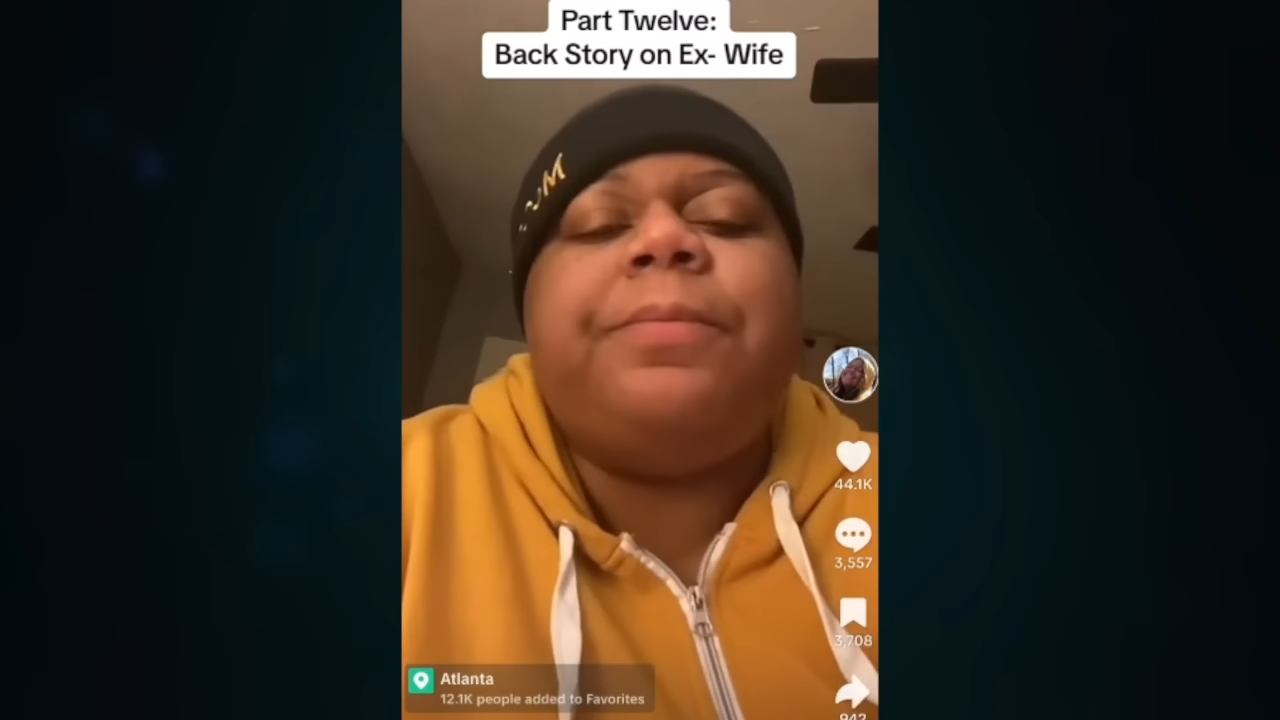 Part Twelve:
Back Story on Ex- Wife
44.1K
3,557
3,708
Atlanta
12.1K people added to Favorites
942